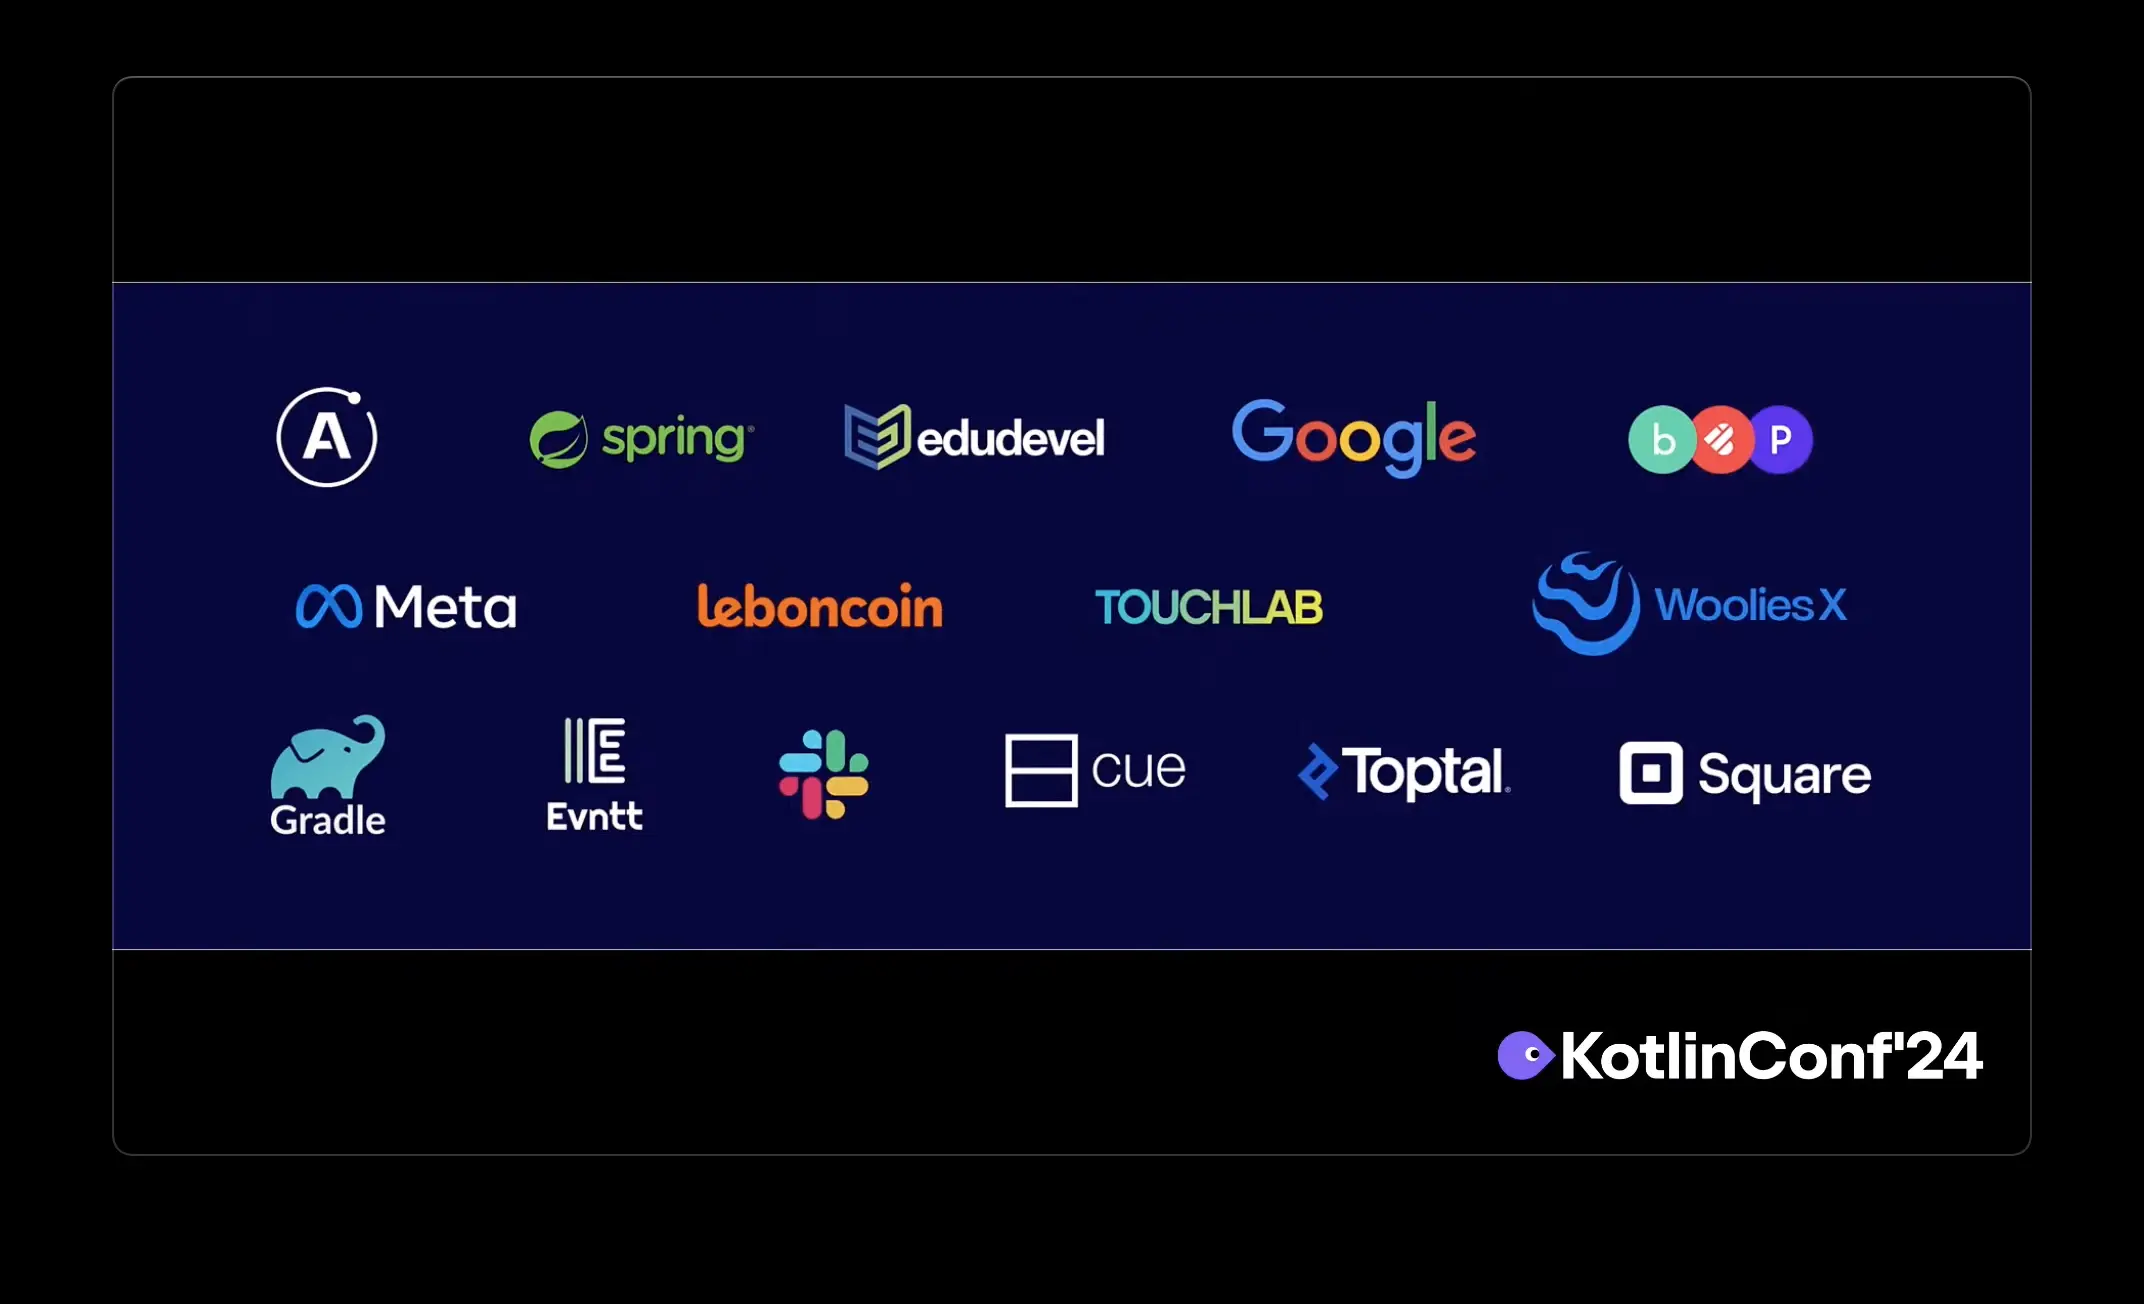 A
spring®
edudevel
Google
b P
Meta
leboncoin
TOUCHLAB
WooliesX
Gradle
Evntt
cue
Toptal®
Square
KotlinConf'24